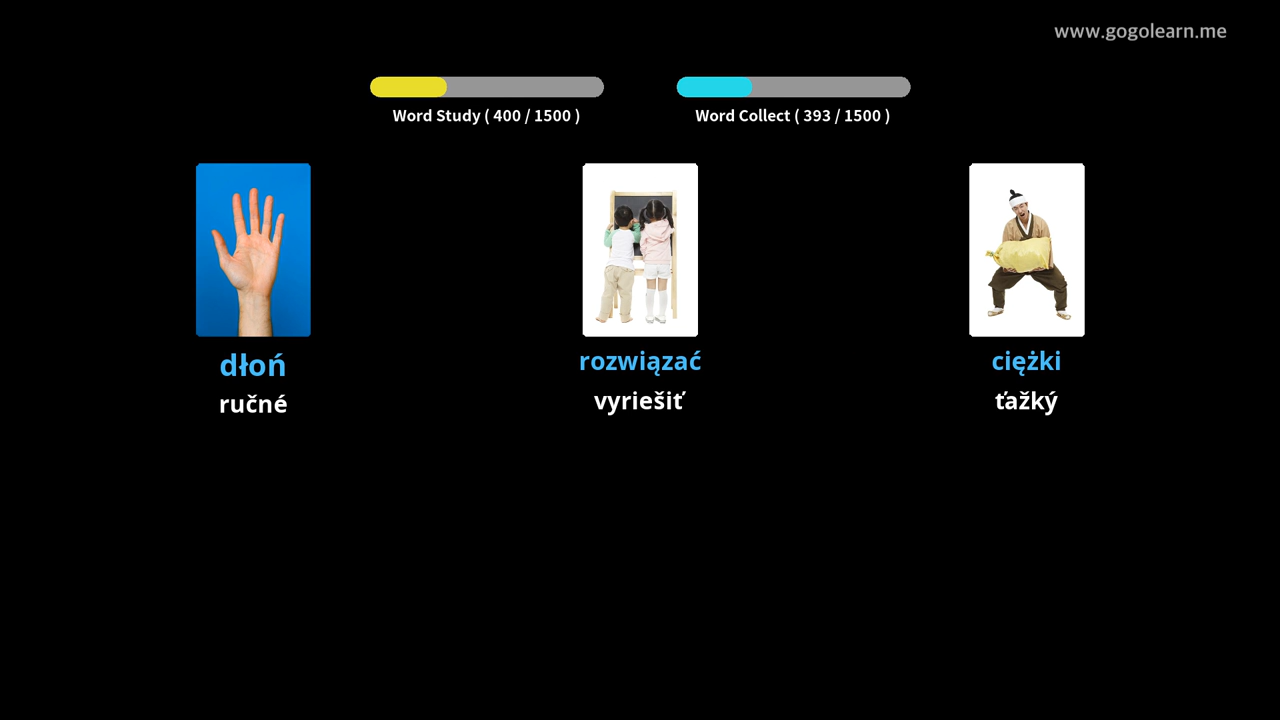 www.gogolearn.me
Word Study ( 400 / 1500 )
Word Collect ( 393 / 1500 )
dłoń
ručné
rozwiązać
vyriešiť
ciężki
ťažký